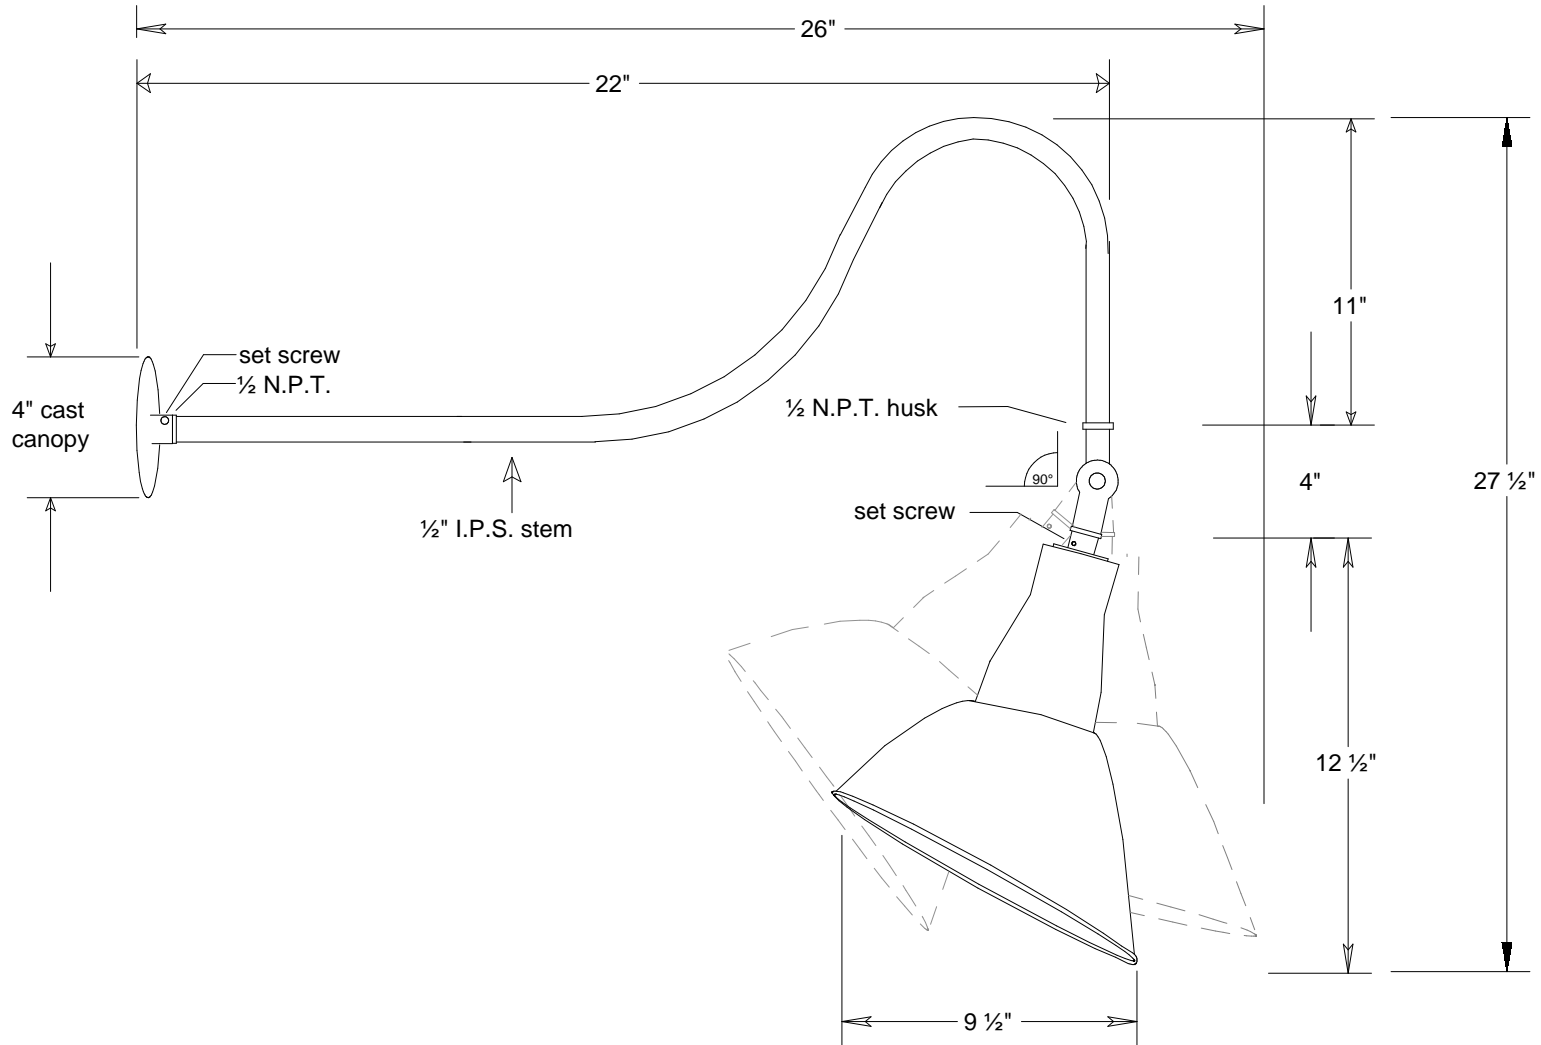 26"
22"
11"
set screw
½ N.P.T.
4" cast
canopy
½ N.P.T. husk
90°
4"
27 ½"
set screw
½" I.P.S. stem
12 ½"
9 ½"